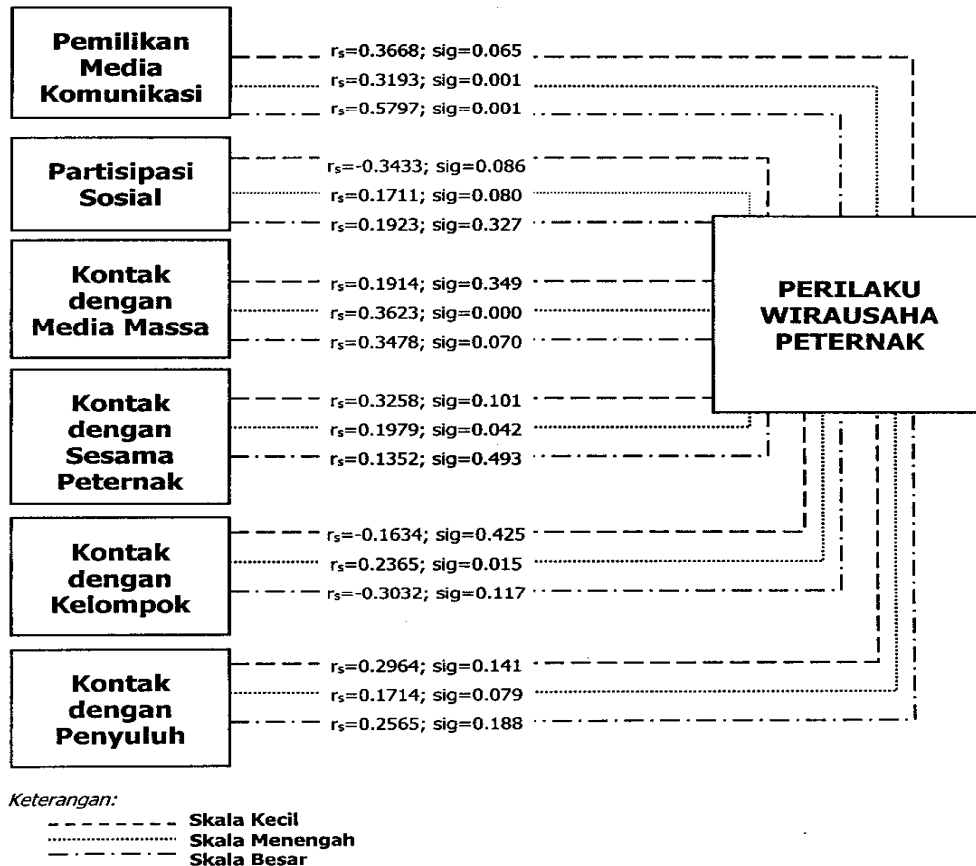 Pemilikan
Media
Komunikasi
rs=0.3668; sig=0.065
rs=0.3193; sig=0.001
rs=0.5797; sig=0.001
Partisipasi
Sosial
rs=-0.3433; sig=0.086
rs=0.1711; sig=0.080
rs=0.1923; sig=0.327
Kontak
dengan
Media Massa
rs=0.1914; sig=0.349
rs=0.3623; sig=0.000
rs=0.3478; sig=0.070
PERILAKU
WIRAUSAHA
PETERNAK
Kontak
dengan
Sesama
Peternak
rs=0.3258; sig=0.101
rs=0.1979; sig=0.042
rs=0.1352; sig=0.493
Kontak
dengan
Kelompok
rs=-0.1634; sig=0.425
rs=0.2365; sig=0.015
rs=-0.3032; sig=0.117
Kontak
dengan
Penyuluh
rs=0.2964; sig=0.141
rs=0.1714; sig=0.079
rs=0.2565; sig=0.188
Keterangan:
Skala Kecil
Skala Menengah
Skala Besar